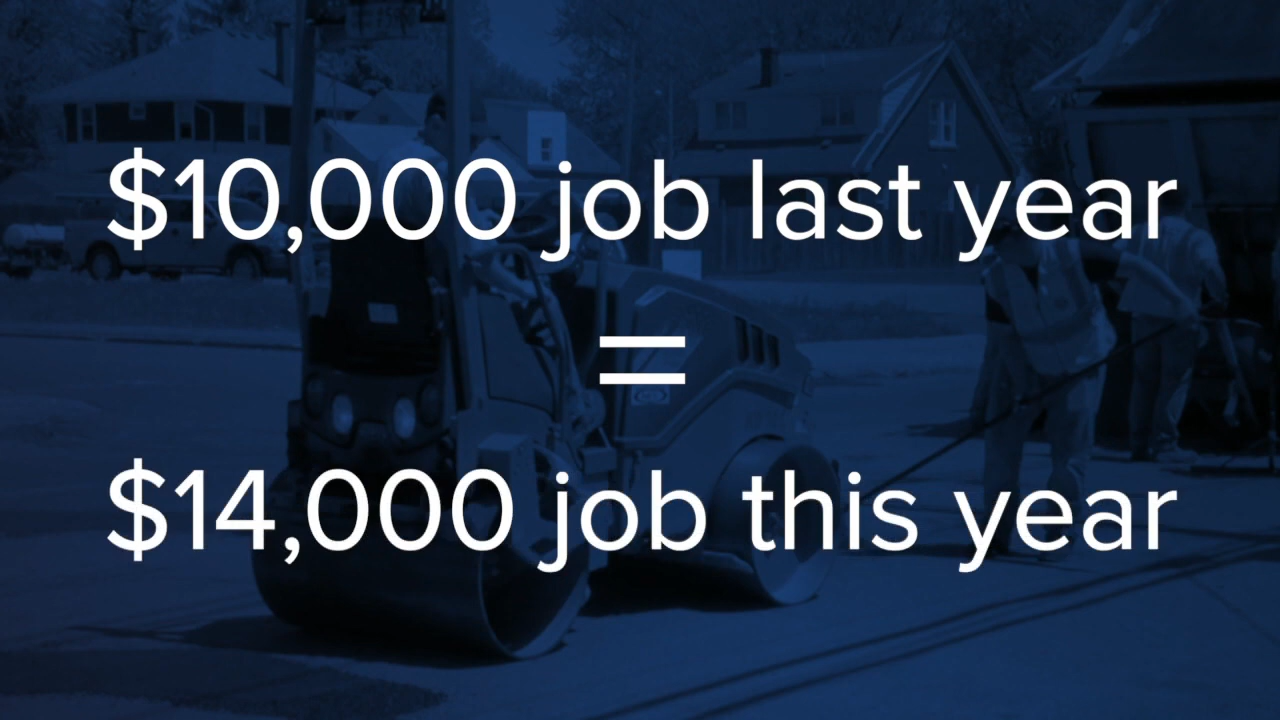 $10,000 job last year
=
$14,000 job this year